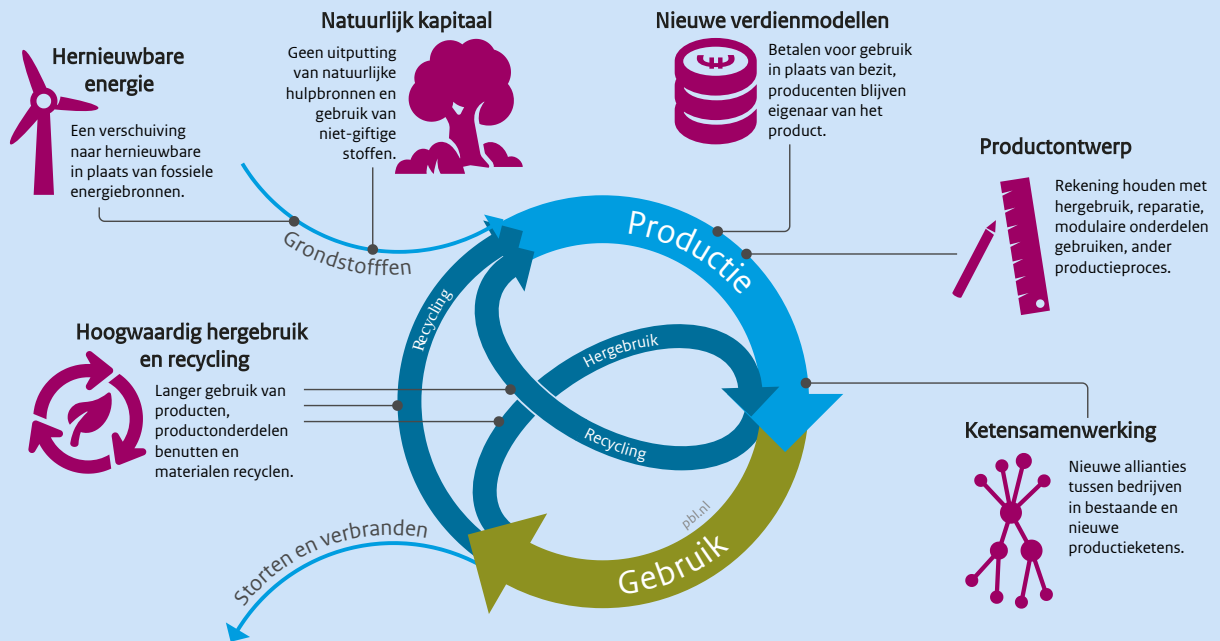 Hernieuwbare
energie
Een verschuiving
naar hernieuwbare
in plaats van fossiele
energiebronnen.
Natuurlijk kapitaal
Geen uitputting
van natuurlijke
hulpbronnen en
gebruik van
niet-giftige
stoffen.
Nieuwe verdienmodellen
Betalen voor gebruik
in plaats van bezit,
producenten blijven
eigenaar van het
product.
€
Productontwerp
Rekening houden met
hergebruik, reparatie,
modulaire onderdelen
gebruiken, ander
productieproces.
Grondstofffen
Productie
Recycling
Hergebruik
Recycling
Hoogwaardig hergebruik
en recycling
Langer gebruik van
producten,
productonderdelen
benutten en
materialen recyclen.
Ketensamenwerking
Nieuwe allianties
tussen bedrijven
in bestaande en
nieuwe
productieketens.
pbl.nl
Gebruik
Storten en verbranden